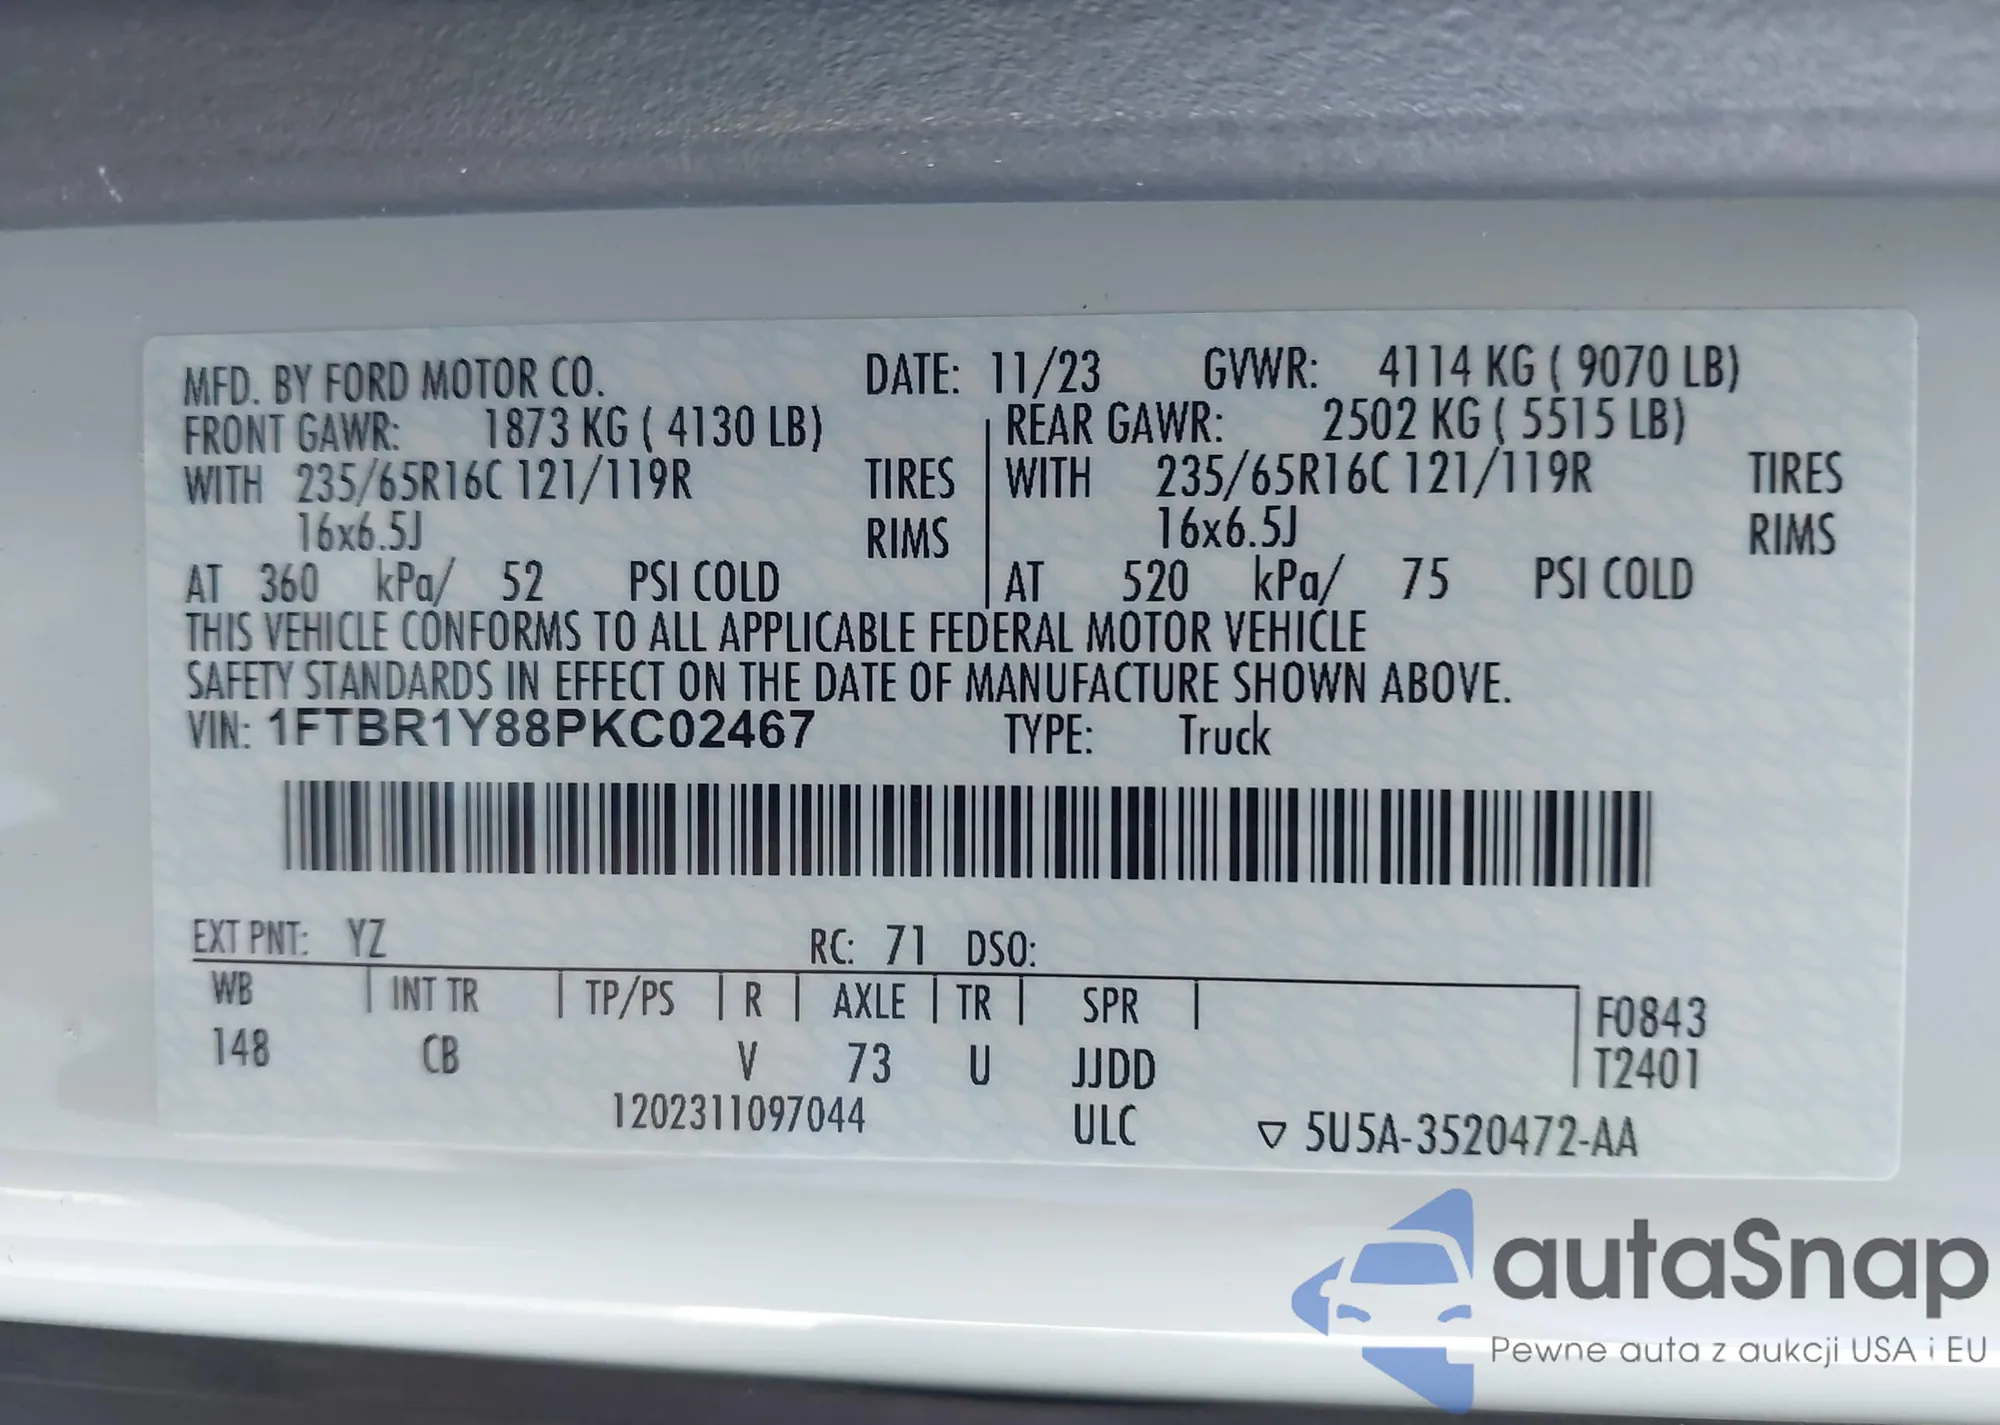 MFD. BY FORD MOTOR CO. DATE: 11/23 GVWR: 4114 KG ( 9070 LB)
FRONT GAWR: 1873 KG ( 4130 LB) REAR GAWR: 2502 KG ( 5515 LB)
WITH 235/65R16C 121/119R TIRES WITH 235/65R16C 121/119R TIRES
16x6.5J RIMS 16x6.5J RIMS
AT 360 kPa/ 52 PSI COLD AT 520 kPa/ 75 PSI COLD
THIS VEHICLE CONFORMS TO ALL APPLICABLE FEDERAL MOTOR VEHICLE
SAFETY STANDARDS IN EFFECT ON THE DATE OF MANUFACTURE SHOWN ABOVE.
VIN: 1FTBR1Y88PKC02467 TYPE: Truck
EXT PNT: YZ RC: 71 DSO:
WB INT TR TP/PS R AXLE TR SPR F0843
148 CB V 73 U JJDD T2401
1202311097044 ULC ▽ 5U5A-3520472-AA
autaSnap
Pewne auta z aukcji USA i EU